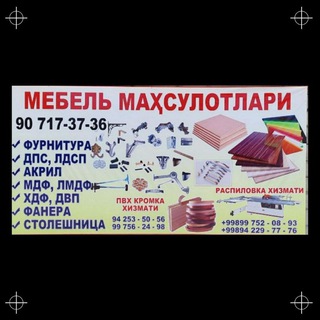 МЕБЕЛЬ МАҲСУЛОТЛАРИ
90 717-37-36
✓ ФУРНИТУРА
✓ ДПС, ЛДСП
✓ АКРИЛ
✓ МДФ, ЛМДФ
✓ ХДФ, ДВП
✓ ФАНЕРА
✓ СТОЛЕШНИЦА
ПВХ КРОМКА
ХИЗМАТИ
94 253 - 50 - 56
99 756 - 24 - 98
РАСПИЛОВКА ХИЗМАТИ
+99899 752 - 08 - 93
+99894 229 - 77 - 76